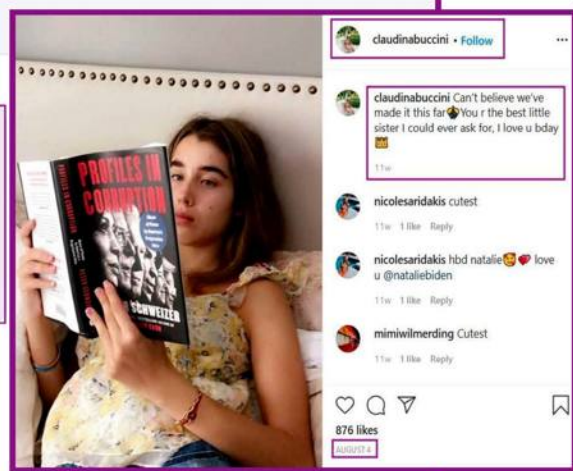 PROFILES IN
CORRUPTION
SCHWEIZER
claudinabuccini • Follow
claudinabuccini Can't believe we've
made it this far You r the best little
sister I could ever ask for, I love u bday
11w
nicolesaridakis cutest
11w 1 like Reply
nicolesaridakis hbd natalie love
u @nataliebiden
11w 1 like Reply
mimiwilmerding Cutest
11w 1 like Reply
876 likes
AUGUST 4